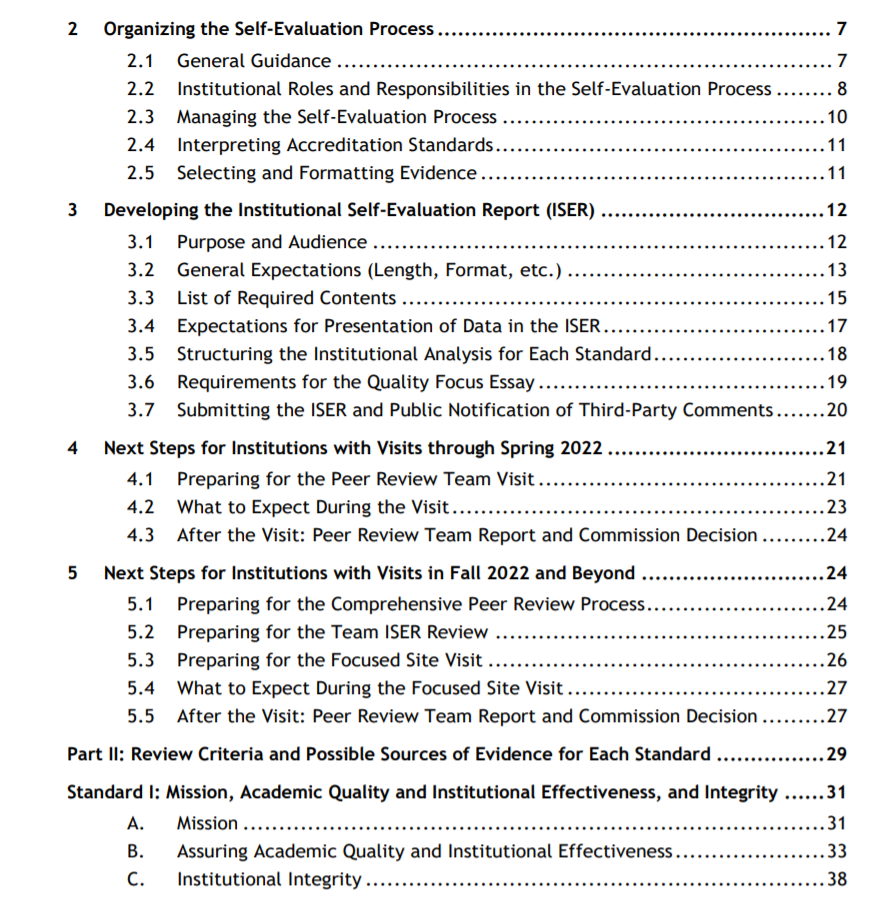 2 Organizing the Self-Evaluation Process .......................................................... 7
2.1 General Guidance ..................................................................... 7
2.2 Institutional Roles and Responsibilities in the Self-Evaluation Process ........ 8
2.3 Managing the Self-Evaluation Process ............................................. 10
2.4 Interpreting Accreditation Standards.............................................. 11
2.5 Selecting and Formatting Evidence ................................................ 11
3 Developing the Institutional Self-Evaluation Report (ISER) ............................... 12
3.1 Purpose and Audience ............................................................... 12
3.2 General Expectations (Length, Format, etc.) .................................... 13
3.3 List of Required Contents ........................................................... 15
3.4 Expectations for Presentation of Data in the ISER............................... 17
3.5 Structuring the Institutional Analysis for Each Standard........................ 18
3.6 Requirements for the Quality Focus Essay ........................................ 19
3.7 Submitting the ISER and Public Notification of Third-Party Comments ....... 20
4 Next Steps for Institutions with Visits through Spring 2022 .............................. 21
4.1 Preparing for the Peer Review Team Visit ........................................ 21
4.2 What to Expect During the Visit.................................................... 23
4.3 After the Visit: Peer Review Team Report and Commission Decision ......... 24
5 Next Steps for Institutions with Visits in Fall 2022 and Beyond ......................... 24
5.1 Preparing for the Comprehensive Peer Review Process......................... 24
5.2 Preparing for the Team ISER Review .............................................. 25
5.3 Preparing for the Focused Site Visit ............................................... 26
5.4 What to Expect During the Focused Site Visit .................................... 27
5.5 After the Visit: Peer Review Team Report and Commission Decision ......... 27
Part II: Review Criteria and Possible Sources of Evidence for Each Standard ............... 29
Standard I: Mission, Academic Quality and Institutional Effectiveness, and Integrity ...... 31
A. Mission ................................................................................. 31
B. Assuring Academic Quality and Institutional Effectiveness..................... 33
C. Institutional Integrity ................................................................ 38